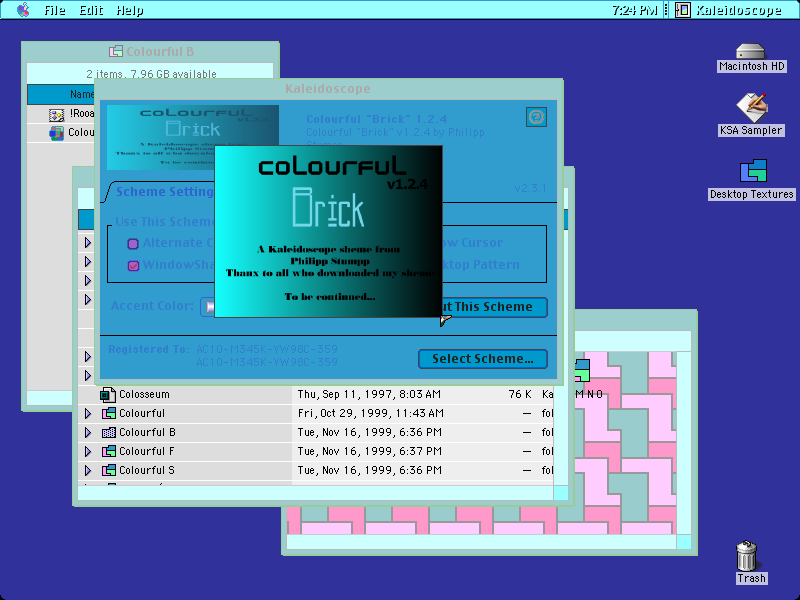 File Edit Help
7:24 PM
Kaleidoscope
Colourful B
2 items, 7.96 GB available
Name
!Rooa
Colou
Macintosh HD
KSA Sampler
Desktop Textures
Trash
Kaleidoscope
coLourfuL
Brick
Colourful "Brick" 1.2.4
Colourful "Brick" v1.2.4 by Philipp
v2.3.1
Scheme Setting
Use This Scheme
Alternate C
WindowSha
ow Cursor
ktop Pattern
Accent Color:
ut This Scheme
Registered To: AC10-M345K-YW98C-359
AC10-M345K-YW98C-359
Select Scheme...
coLourfuL
v1.2.4
Brick
A Kaleidoscope sheme from
Philipp Stumpp
Thanx to all who downloaded my sheme
To be continued...
Colosseum Thu, Sep 11, 1997, 8:03 AM 76 K Ka
Colourful Fri, Oct 29, 1999, 11:43 AM — fol
Colourful B Tue, Nov 16, 1999, 6:36 PM — fol
Colourful F Tue, Nov 16, 1999, 6:37 PM — fol
Colourful S Tue, Nov 16, 1999, 6:36 PM — fol
M N O